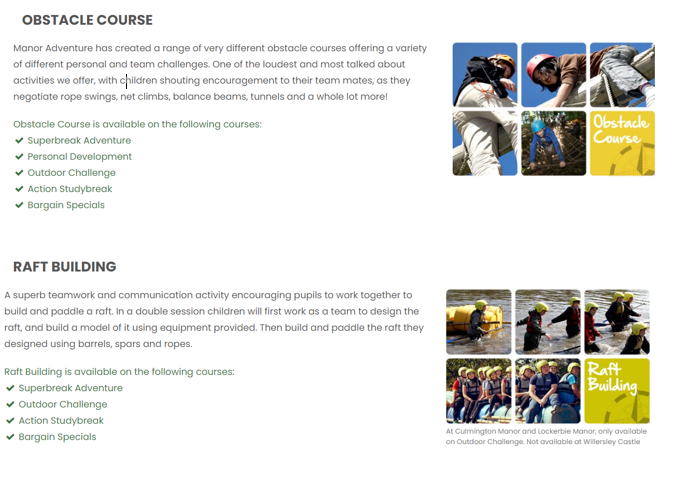 OBSTACLE COURSE
Manor Adventure has created a range of very different obstacle courses offering a variety
of different personal and team challenges. One of the loudest and most talked about
activities we offer, with children shouting encouragement to their team mates, as they
negotiate rope swings, net climbs, balance beams, tunnels and a whole lot more!
Obstacle Course is available on the following courses:
Superbreak Adventure
Personal Development
Outdoor Challenge
Action Studybreak
Bargain Specials
Obstacle
Course
RAFT BUILDING
A superb teamwork and communication activity encouraging pupils to work together to
build and paddle a raft. In a double session children will first work as a team to design the
raft, and build a model of it using equipment provided. Then build and paddle the raft they
designed using barrels, spars and ropes.
Raft Building is available on the following courses:
Superbreak Adventure
Outdoor Challenge
Action Studybreak
Bargain Specials
Raft
Building
At Culmington Manor and Lockerbie Manor, only available
on Outdoor Challenge. Not available at Willersley Castle